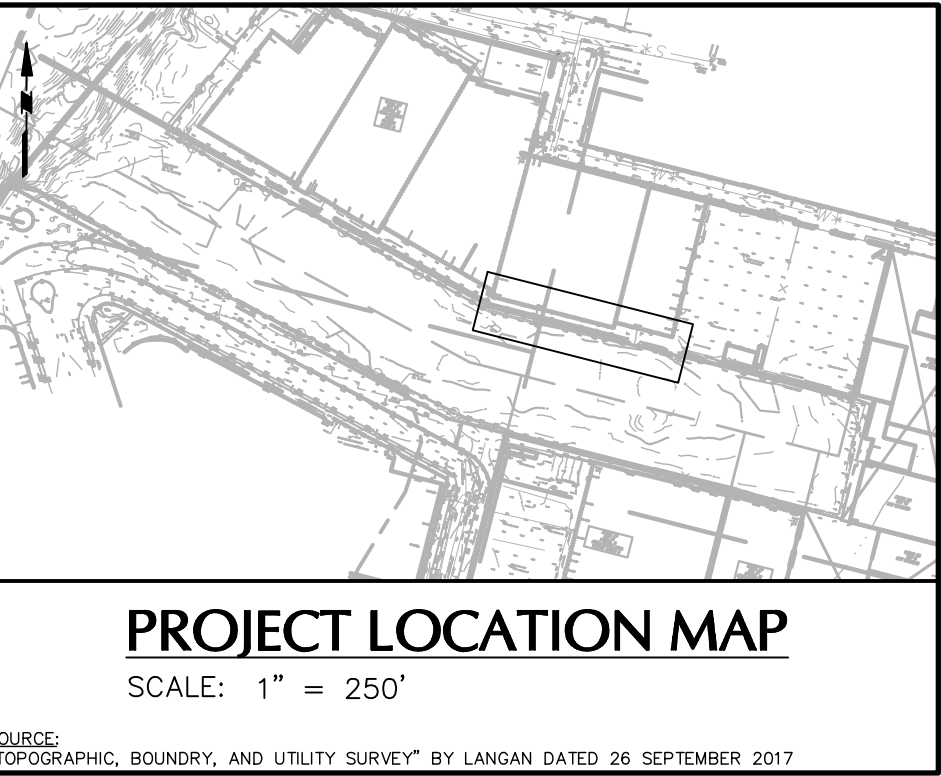 PROJECT LOCATION MAP
SCALE: 1” = 250’
OURCE:
TOPOGRAPHIC, BOUNDRY, AND UTILITY SURVEY” BY LANGAN DATED 26 SEPTEMBER 2017